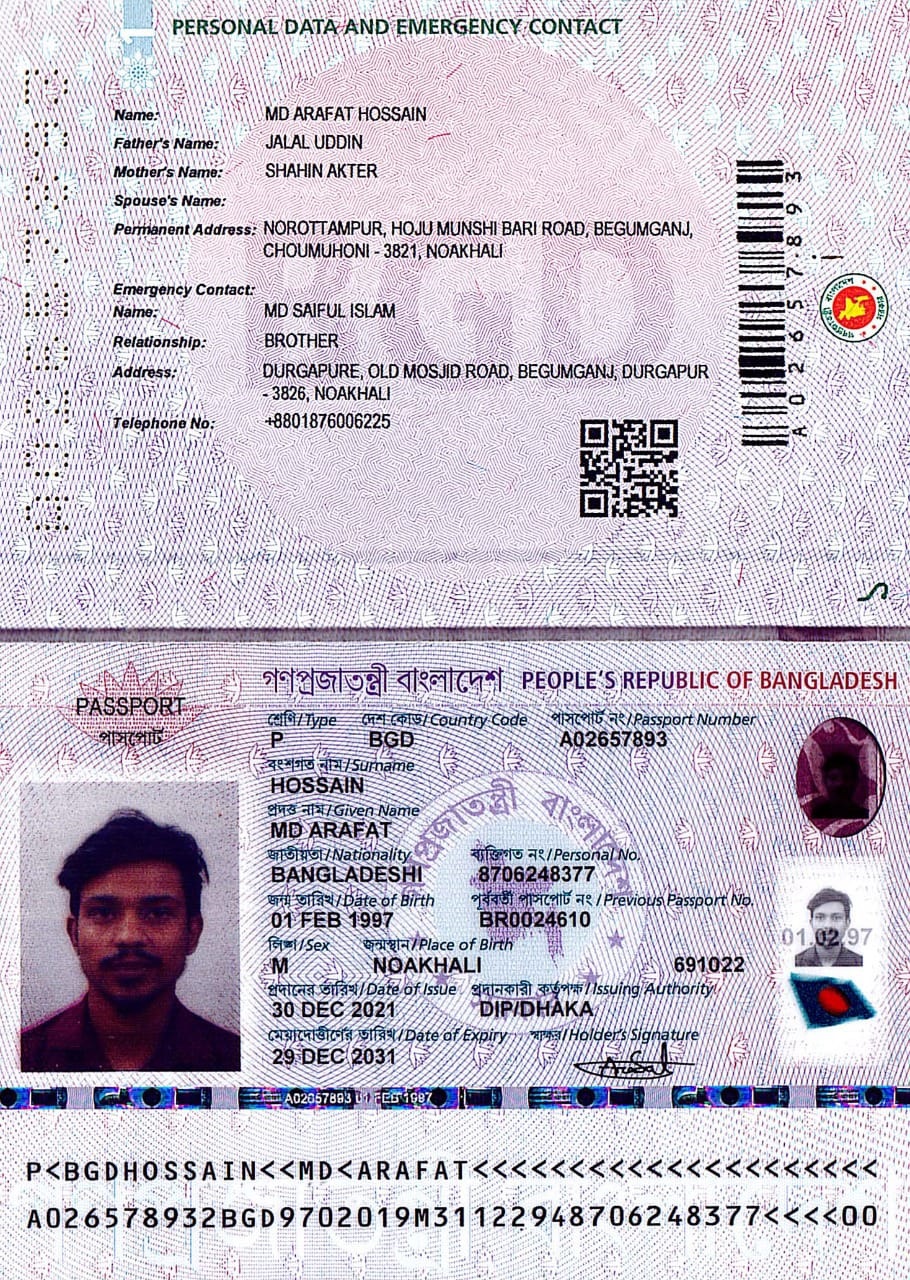 1
PERSONAL DATA AND EMERGENCY CONTACT
Name: MD ARAFAT HOSSAIN
Father's Name: JALAL UDDIN
Mother's Name: SHAHIN AKTER
Spouse's Name:
Permanent Address: NOROTTAMPUR, HOJU MUNSHI BARI ROAD, BEGUMGANJ,
CHOUMUHONI - 3821, NOAKHALI
Emergency Contact:
Name: MD SAIFUL ISLAM
Relationship: BROTHER
Address: DURGAPURE, OLD MOSJID ROAD, BEGUMGANJ, DURGAPUR
- 3826, NOAKHALI
Telephone No: +8801876006225
A02657893
গণপ্রজাতন্ত্রী বাংলাদেশ PEOPLE'S REPUBLIC OF BANGLADESH
PASSPORT
পাসপোর্ট
শ্রেণি/Type দেশ কোড/Country Code পাসপোর্ট নং/Passport Number
P BGD A02657893
বংশগত নাম/Surname
HOSSAIN
প্রদত্ত নাম/Given Name
MD ARAFAT
জাতীয়তা/Nationality ব্যক্তিগত নং/Personal No.
BANGLADESHI 8706248377
জন্ম তারিখ/Date of Birth পূর্ববর্তী পাসপোর্ট নং/Previous Passport No.
01 FEB 1997 BR0024610
লিঙ্গ/Sex জন্মস্থান/Place of Birth
M NOAKHALI 691022
প্রদানের তারিখ/Date of Issue প্রদানকারী কর্তৃপক্ষ/Issuing Authority
30 DEC 2021 DIP/DHAKA
মেয়াদোত্তীর্ণের তারিখ/Date of Expiry স্বাক্ষর/Holder's Signature
29 DEC 2031 Arafat
01.02.97
A02657893 01 FEB 1997
P<BGDHOSSAIN<<MD<ARAFAT<<<<<<<<<<<<<<<<<<<<<
A026578932BGD9702019M31122948706248377<<<<00